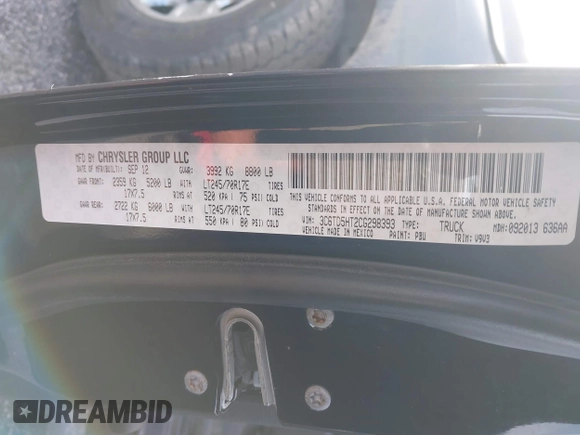 MFD BY CHRYSLER GROUP LLC
DATE OF MFR(BUILT): SEP 12 GVWR: 3992 KG 8800 LB
GAWR FRONT: 2359 KG 5200 LB WITH LT245/70R17E TIRES
17X7.5 RIMS AT 520 KPA( 75 PSI) COLD
GAWR REAR: 2722 KG 6000 LB WITH LT245/70R17E TIRES
17X7.5 RIMS AT 550 KPA( 80 PSI) COLD
THIS VEHICLE CONFORMS TO ALL APPLICABLE U.S.A. FEDERAL MOTOR VEHICLE SAFETY
STANDARDS IN EFFECT ON THE DATE OF MANUFACTURE SHOWN ABOVE.
VIN: 3C6TD5HT2CG298393 TYPE: TRUCK MDH: 092013 636AA
VEHICLE MADE IN MEXICO PAINT: PBU TRIM: V9V3
DREAMBID